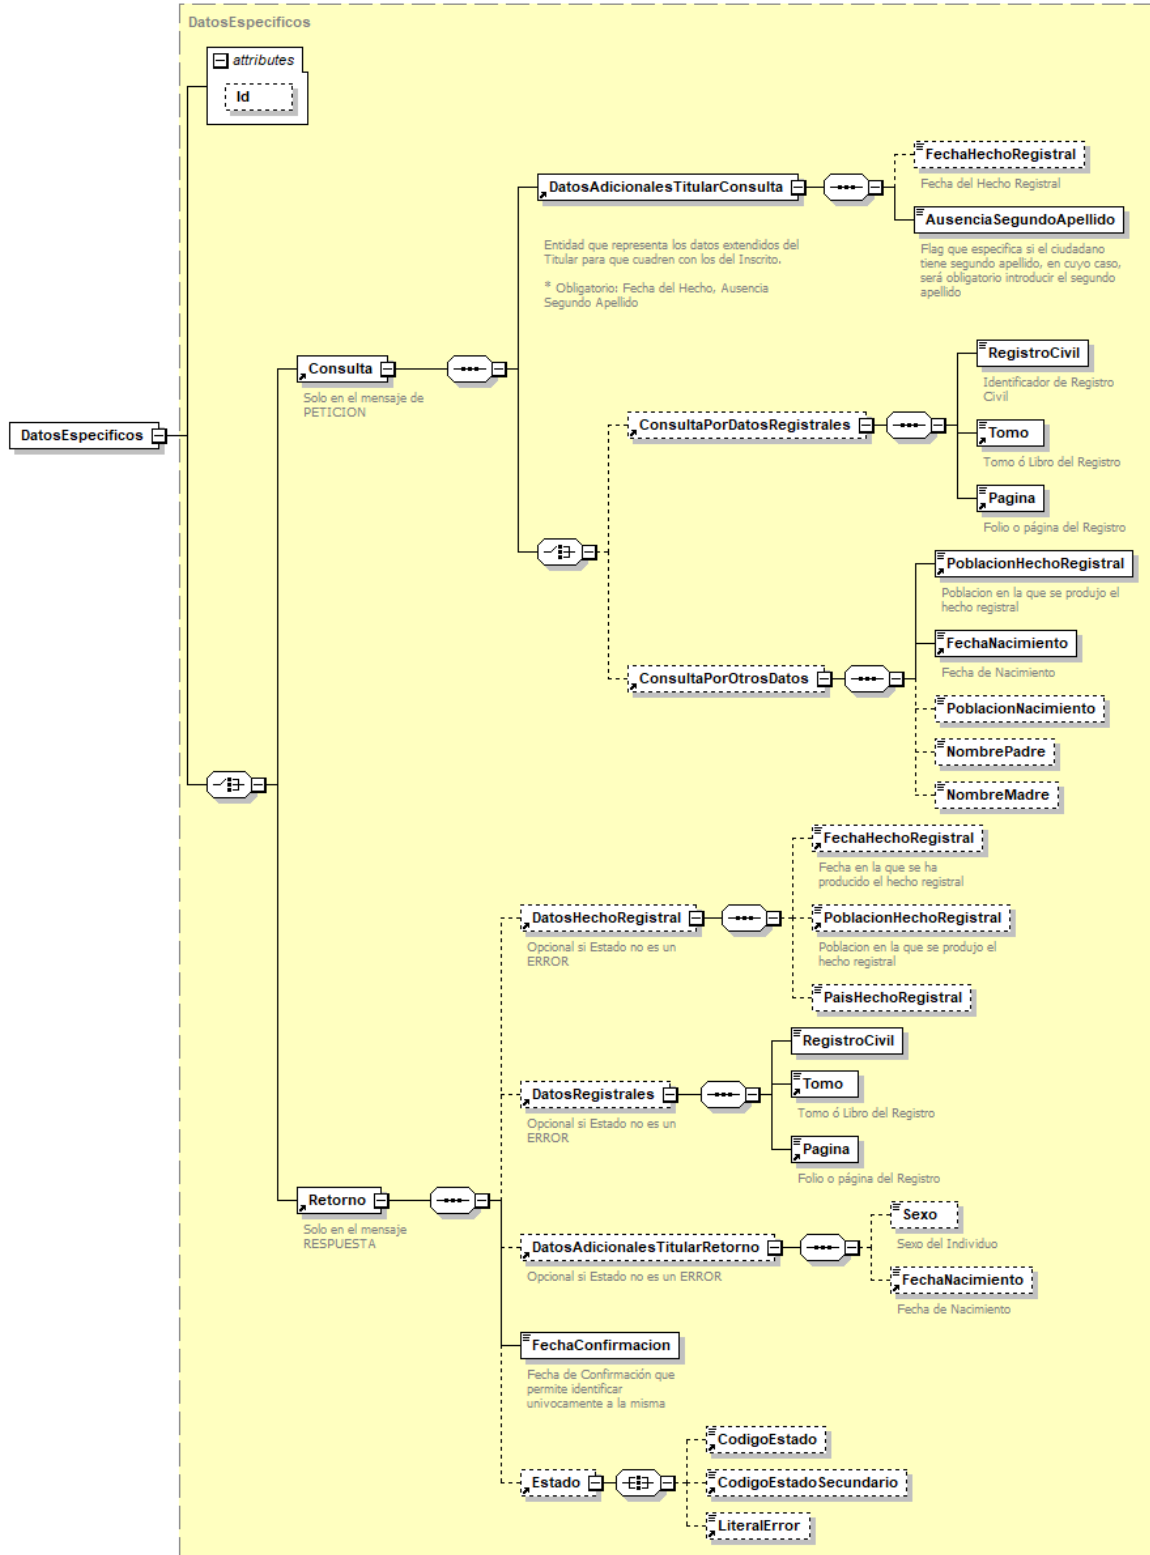 DatosEspecificos
attributes
Id
FechaHechoRegistral
Fecha del Hecho Registral
DatosAdicionalesTitularConsulta
AusenciaSegundoApellido
Entidad que representa los datos extendidos del
Titular para que cuadren con los del Inscrito.
* Obligatorio: Fecha del Hecho, Ausencia
Segundo Apellido
Flag que especifica si el ciudadano
tiene segundo apellido, en cuyo caso,
será obligatorio introducir el segundo
apellido
Consulta
Solo en el mensaje de
PETICION
RegistroCivil
Identificador de Registro
Civil
DatosEspecificos
ConsultaPorDatosRegistrales
Tomo
Tomo ó Libro del Registro
Pagina
Folio o página del Registro
PoblacionHechoRegistral
Poblacion en la que se produjo el
hecho registral
FechaNacimiento
Fecha de Nacimiento
ConsultaPorOtrosDatos
PoblacionNacimiento
NombrePadre
NombreMadre
FechaHechoRegistral
Fecha en la que se ha
producido el hecho registral
DatosHechoRegistral
Opcional si Estado no es un
ERROR
PoblacionHechoRegistral
Poblacion en la que se produjo el
hecho registral
PaisHechoRegistral
RegistroCivil
DatosRegistrales
Opcional si Estado no es un
ERROR
Tomo
Tomo ó Libro del Registro
Pagina
Folio o página del Registro
Retorno
Solo en el mensaje
RESPUESTA
Sexo
Sexo del Individuo
DatosAdicionalesTitularRetorno
Opcional si Estado no es un ERROR
FechaNacimiento
Fecha de Nacimiento
FechaConfirmacion
Fecha de Confirmación que
permite identificar
univocamente a la misma
CodigoEstado
Estado
CodigoEstadoSecundario
LiteralError